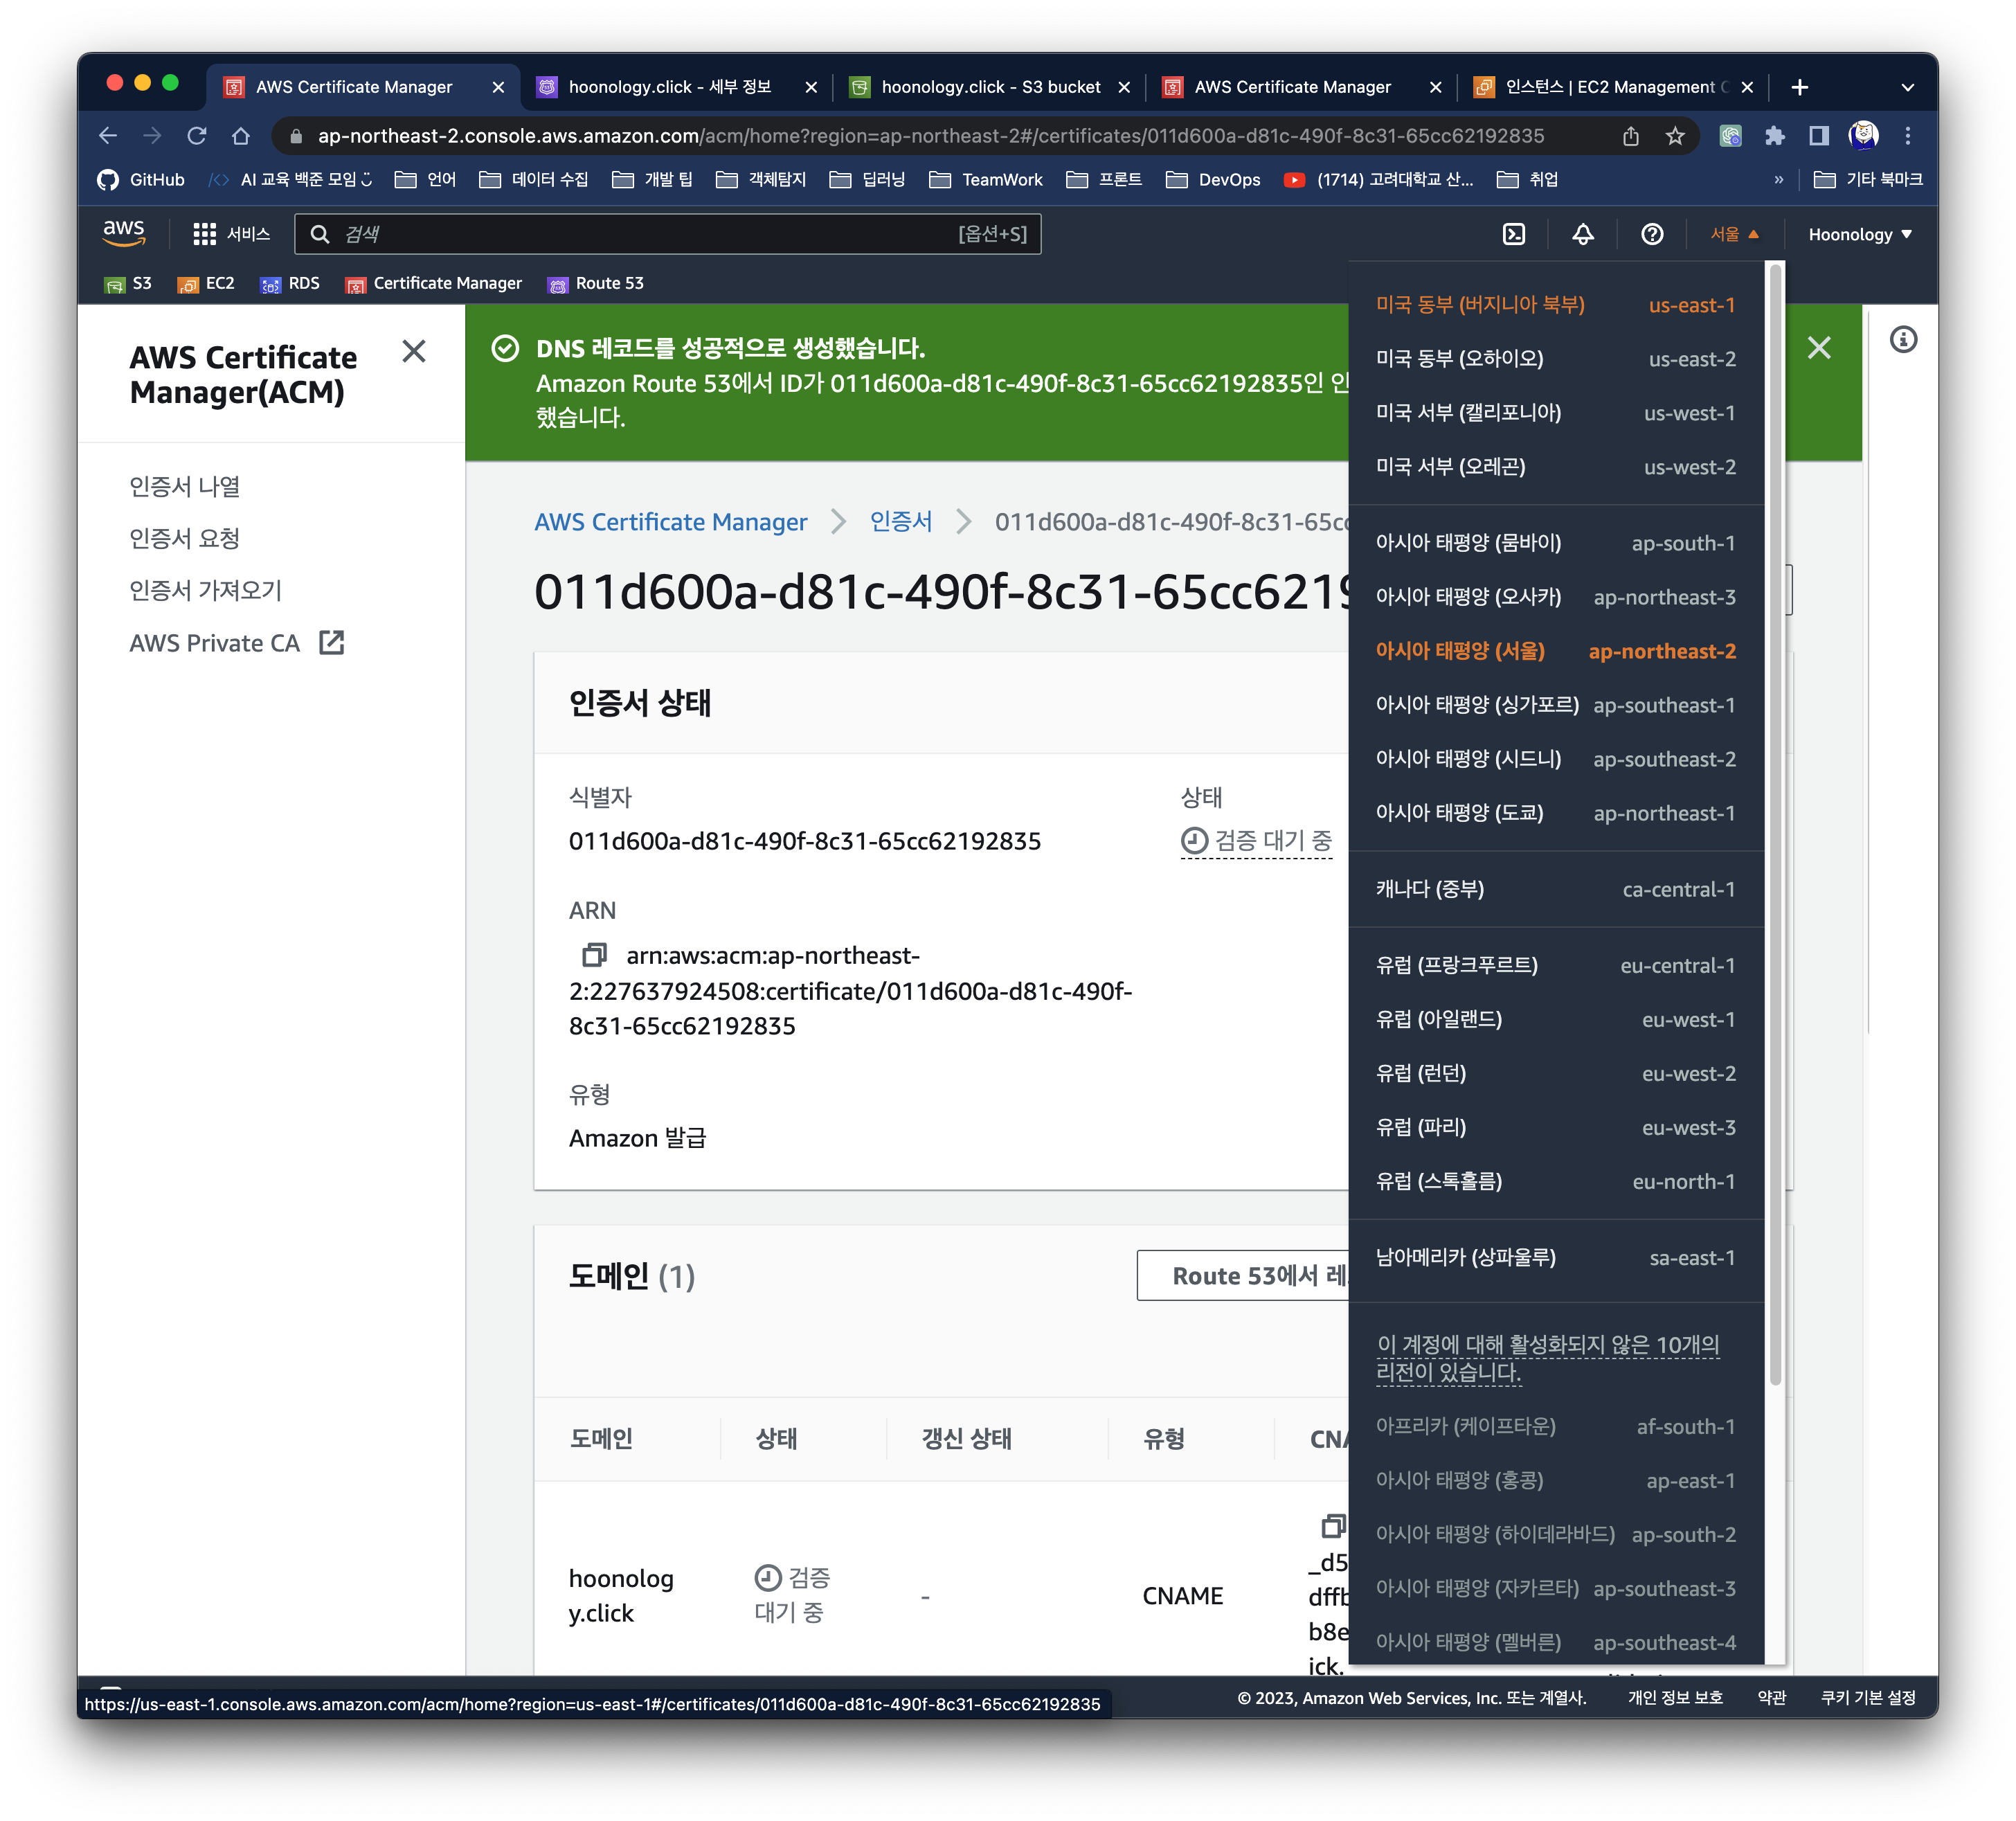 AWS Certificate Manager
hoonology.click - 세부 정보
hoonology.click - S3 bucket
AWS Certificate Manager
인스턴스 | EC2 Management
ap-northeast-2.console.aws.amazon.com/acm/home?region=ap-northeast-2#/certificates/011d600a-d81c-490f-8c31-65cc62192835
GitHub
AI 교육 백준 모임
언어
데이터 수집
개발 팁
객체탐지
딥러닝
TeamWork
프론트
DevOps
(1714) 고려대학교 산...
취업
»
기타 북마크
aws
서비스
검색
[옵션+S]
서울
Hoonology
S3
EC2
RDS
Certificate Manager
Route 53
AWS Certificate
Manager(ACM)
인증서 나열
인증서 요청
인증서 가져오기
AWS Private CA
DNS 레코드를 성공적으로 생성했습니다.
Amazon Route 53에서 ID가 011d600a-d81c-490f-8c31-65cc62192835인 인
했습니다.
AWS Certificate Manager
인증서
011d600a-d81c-490f-8c31-65cc
011d600a-d81c-490f-8c31-65cc6219
인증서 상태
식별자
011d600a-d81c-490f-8c31-65cc62192835
상태
검증 대기 중
ARN
arn:aws:acm:ap-northeast-
2:227637924508:certificate/011d600a-d81c-490f-
8c31-65cc62192835
유형
Amazon 발급
도메인 (1)
Route 53에서 레
도메인
상태
갱신 상태
유형
CNA
hoonolog
y.click
검증
대기 중
-
CNAME
_d5
dffb
b8e
ick.
미국 동부 (버지니아 북부) us-east-1
미국 동부 (오하이오) us-east-2
미국 서부 (캘리포니아) us-west-1
미국 서부 (오레곤) us-west-2
아시아 태평양 (뭄바이) ap-south-1
아시아 태평양 (오사카) ap-northeast-3
아시아 태평양 (서울) ap-northeast-2
아시아 태평양 (싱가포르) ap-southeast-1
아시아 태평양 (시드니) ap-southeast-2
아시아 태평양 (도쿄) ap-northeast-1
캐나다 (중부) ca-central-1
유럽 (프랑크푸르트) eu-central-1
유럽 (아일랜드) eu-west-1
유럽 (런던) eu-west-2
유럽 (파리) eu-west-3
유럽 (스톡홀름) eu-north-1
남아메리카 (상파울루) sa-east-1
이 계정에 대해 활성화되지 않은 10개의
리전이 있습니다.
아프리카 (케이프타운) af-south-1
아시아 태평양 (홍콩) ap-east-1
아시아 태평양 (하이데라바드) ap-south-2
아시아 태평양 (자카르타) ap-southeast-3
아시아 태평양 (멜버른) ap-southeast-4
https://us-east-1.console.aws.amazon.com/acm/home?region=us-east-1#/certificates/011d600a-d81c-490f-8c31-65cc62192835
© 2023, Amazon Web Services, Inc. 또는 계열사.
개인 정보 보호
약관
쿠키 기본 설정